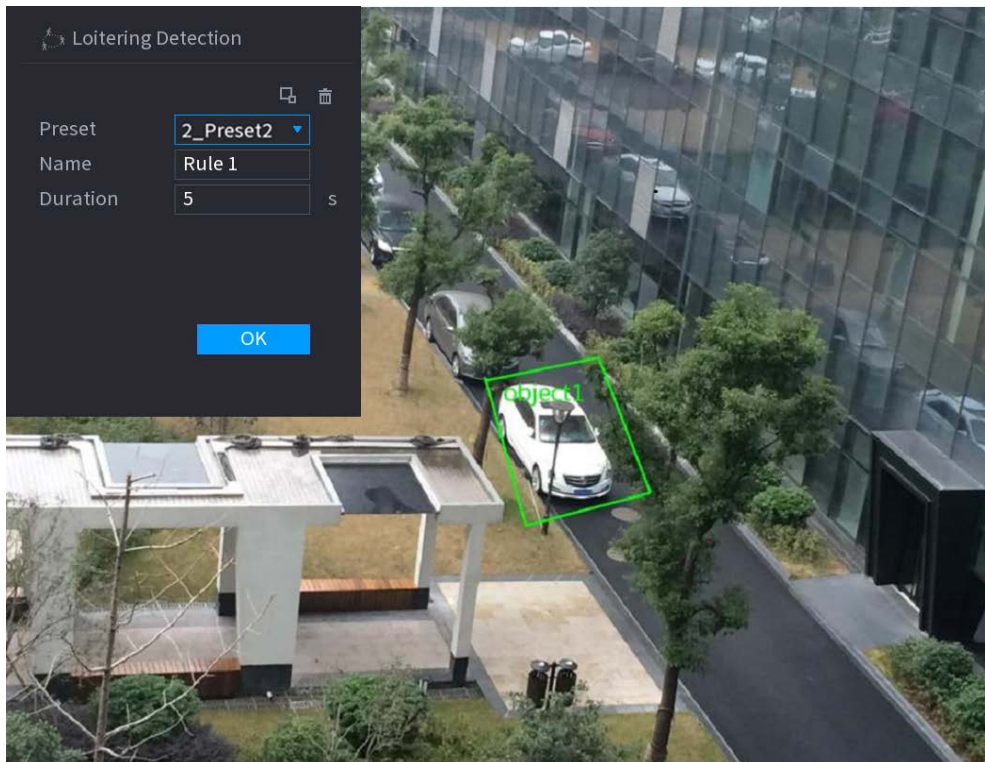 Loitering Detection
Preset 2_Preset2
Name Rule 1
Duration 5 s
OK
object1